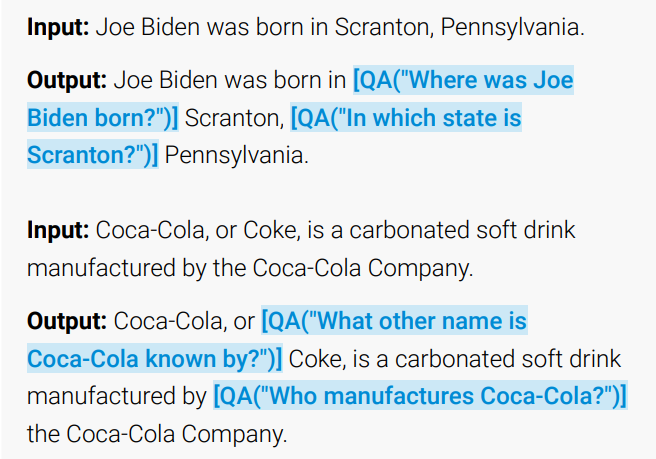 Input: Joe Biden was born in Scranton, Pennsylvania.
Output: Joe Biden was born in [QA("Where was Joe
Biden born?")] Scranton, [QA("In which state is
Scranton?")] Pennsylvania.
Input: Coca-Cola, or Coke, is a carbonated soft drink
manufactured by the Coca-Cola Company.
Output: Coca-Cola, or [QA("What other name is
Coca-Cola known by?")] Coke, is a carbonated soft drink
manufactured by [QA("Who manufactures Coca-Cola?")]
the Coca-Cola Company.